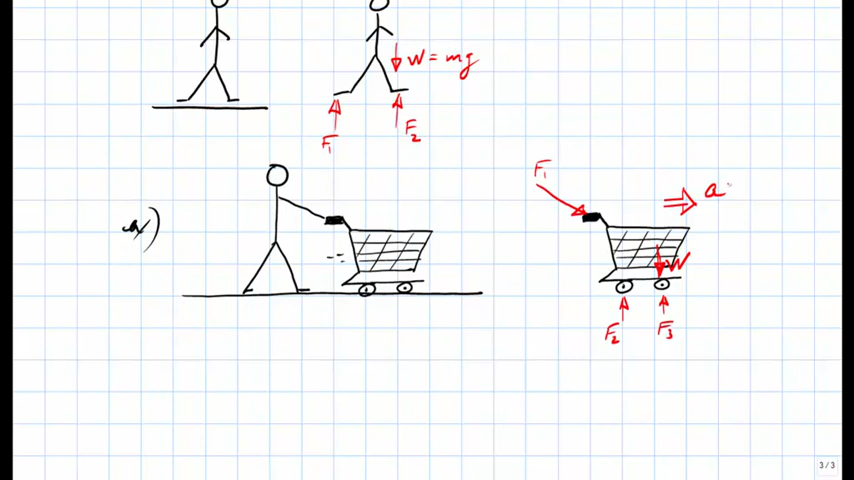 W = mg
F₁
F₂
a)
F₁
a
W
F₂
F₃
3 / 3